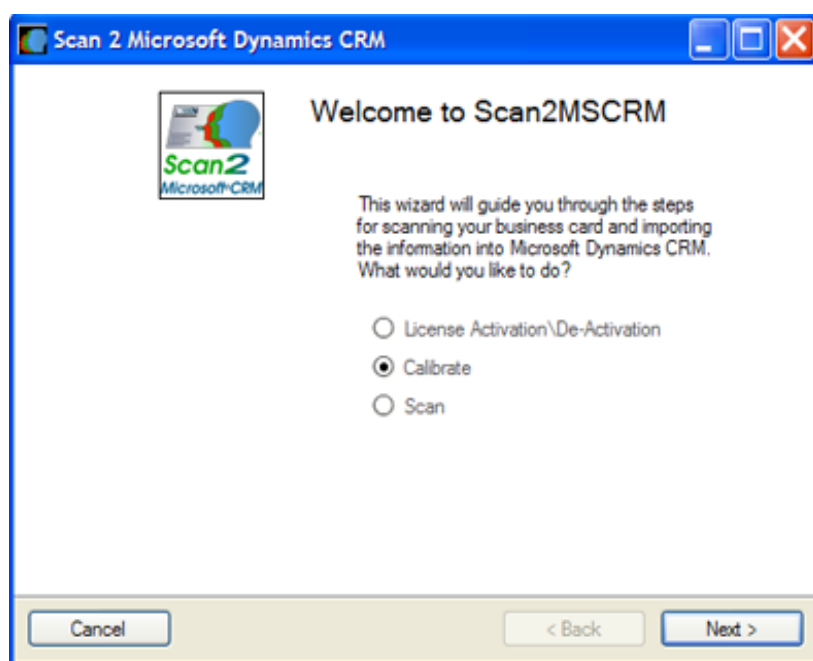 Scan 2 Microsoft Dynamics CRM
Welcome to Scan2MSCRM
Scan2
Microsoft CRM
This wizard will guide you through the steps
for scanning your business card and importing
the information into Microsoft Dynamics CRM.
What would you like to do?
License Activation\De-Activation
Calibrate
Scan
Cancel
< Back
Next >